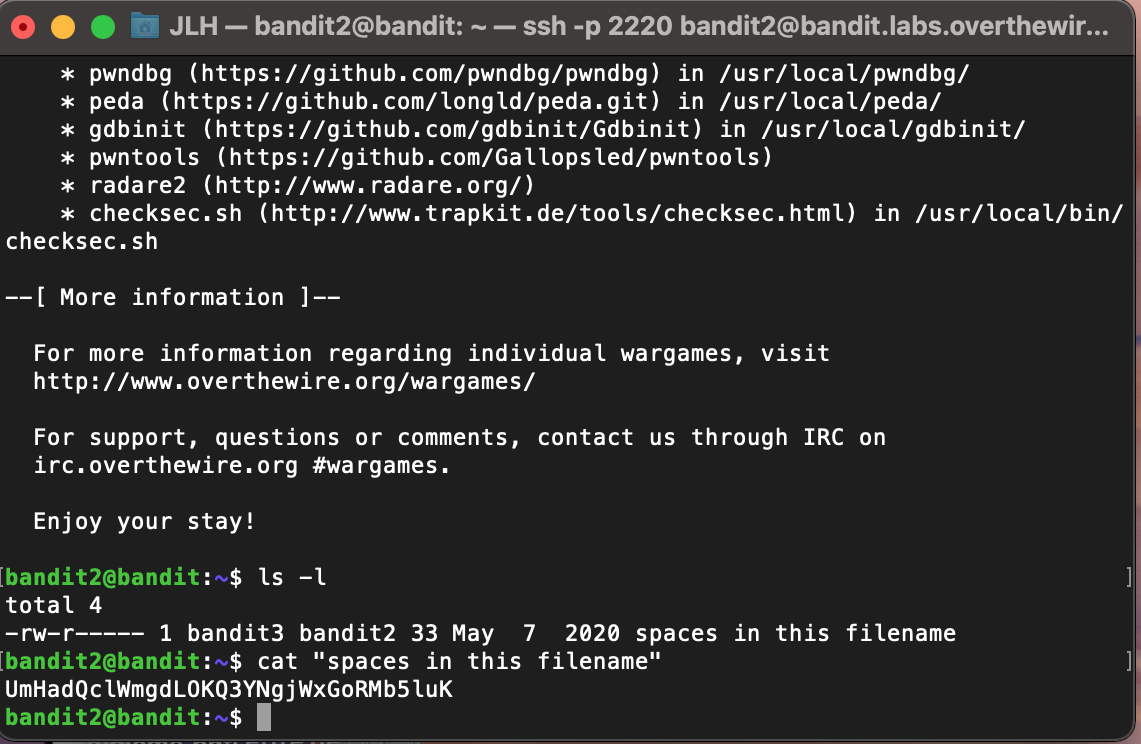 JLH — bandit2@bandit: ~ — ssh -p 2220 bandit2@bandit.labs.overthewir...
* pwndbg (https://github.com/pwndbg/pwndbg) in /usr/local/pwndbg/
* peda (https://github.com/longld/peda.git) in /usr/local/peda/
* gdbinit (https://github.com/gdbinit/Gdbinit) in /usr/local/gdbinit/
* pwntools (https://github.com/Gallopsled/pwntools)
* radare2 (http://www.radare.org/)
* checksec.sh (http://www.trapkit.de/tools/checksec.html) in /usr/local/bin/
checksec.sh
--[ More information ]--
For more information regarding individual wargames, visit
http://www.overthewire.org/wargames/
For support, questions or comments, contact us through IRC on
irc.overthewire.org #wargames.
Enjoy your stay!
[bandit2@bandit:~$ ls -l ]
total 4
-rw-r----- 1 bandit3 bandit2 33 May  7  2020 spaces in this filename
[bandit2@bandit:~$ cat "spaces in this filename" ]
UmHadQclWmgdLOKQ3YNgjWxGoRMb5luK
bandit2@bandit:~$